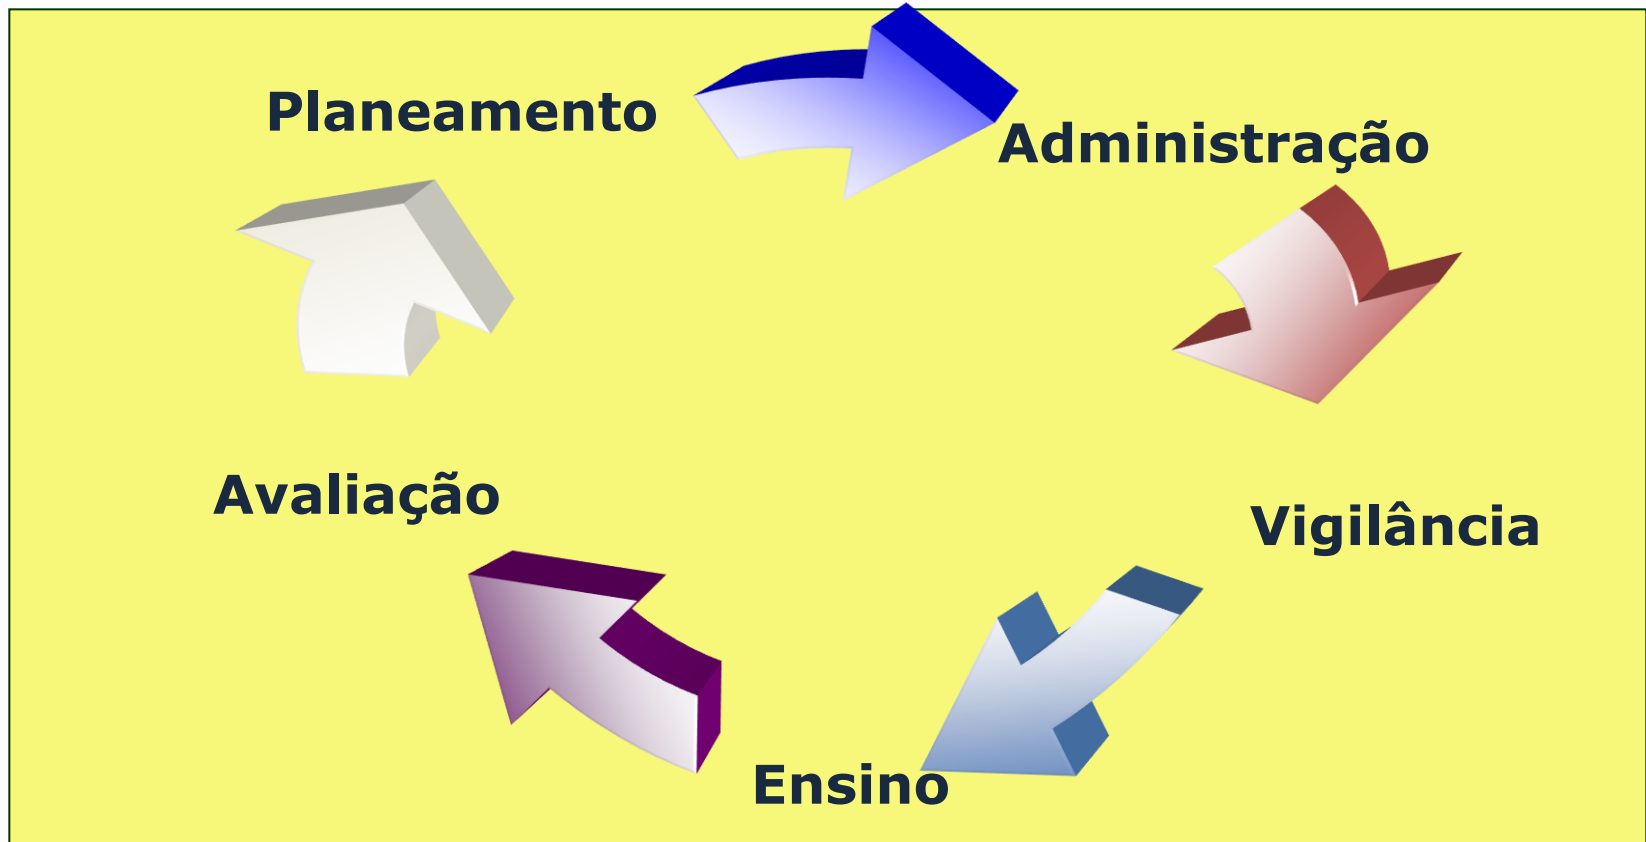 Planeamento
Administração
Vigilância
Ensino
Avaliação